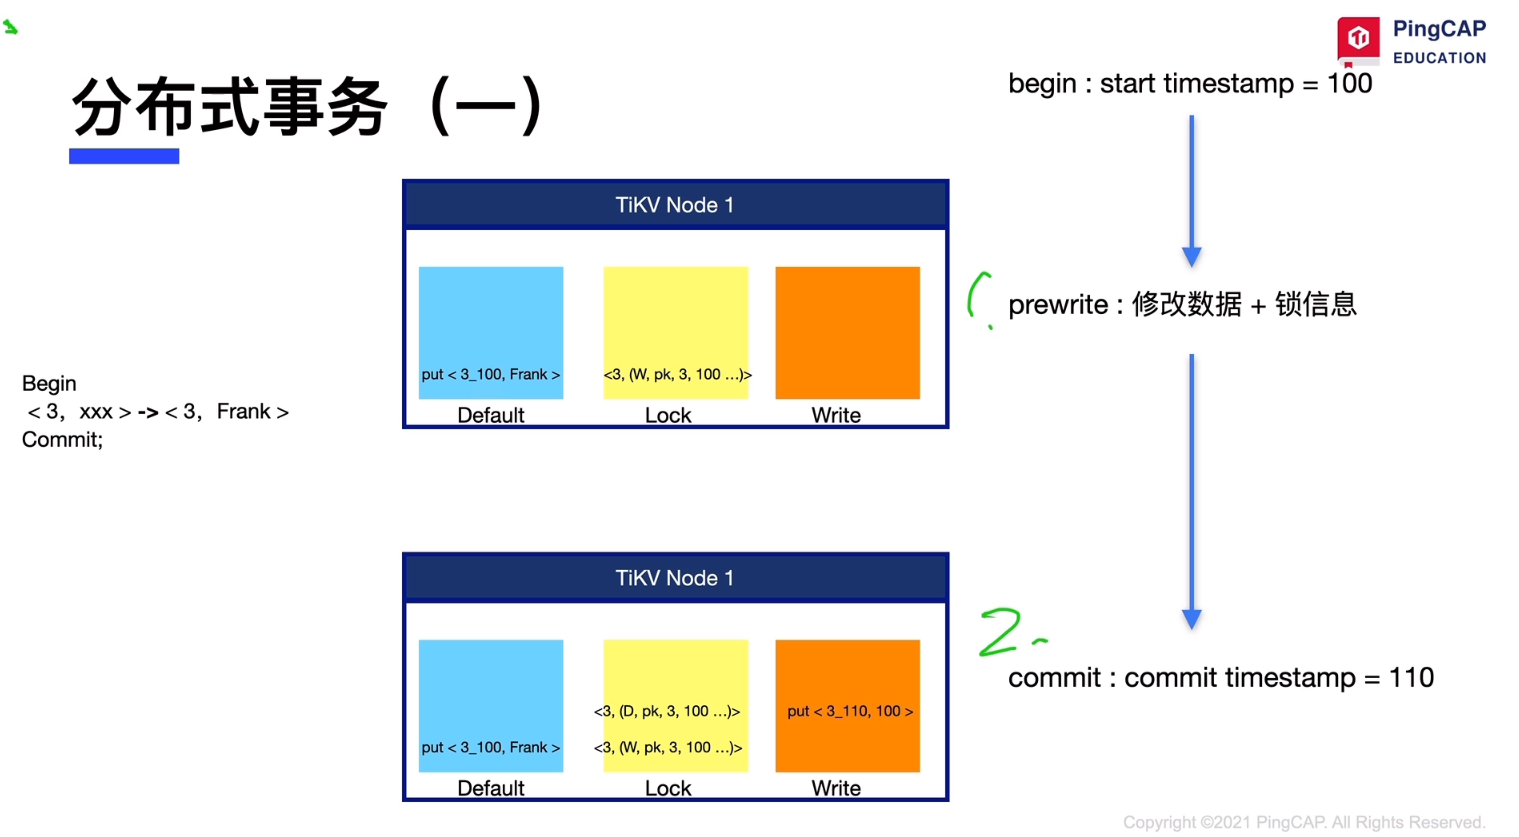 PingCAP
EDUCATION
分布式事务（一）
begin : start timestamp = 100
TiKV Node 1
put < 3_100, Frank >
<3, (W, pk, 3, 100 ...)>
Default
Lock
Write
1.
prewrite : 修改数据 + 锁信息
Begin
< 3, xxx > -> < 3, Frank >
Commit;
TiKV Node 1
<3, (D, pk, 3, 100 ...)>
put < 3_110, 100 >
put < 3_100, Frank >
<3, (W, pk, 3, 100 ...)>
Default
Lock
Write
2
commit : commit timestamp = 110
Copyright ©2021 PingCAP. All Rights Reserved.